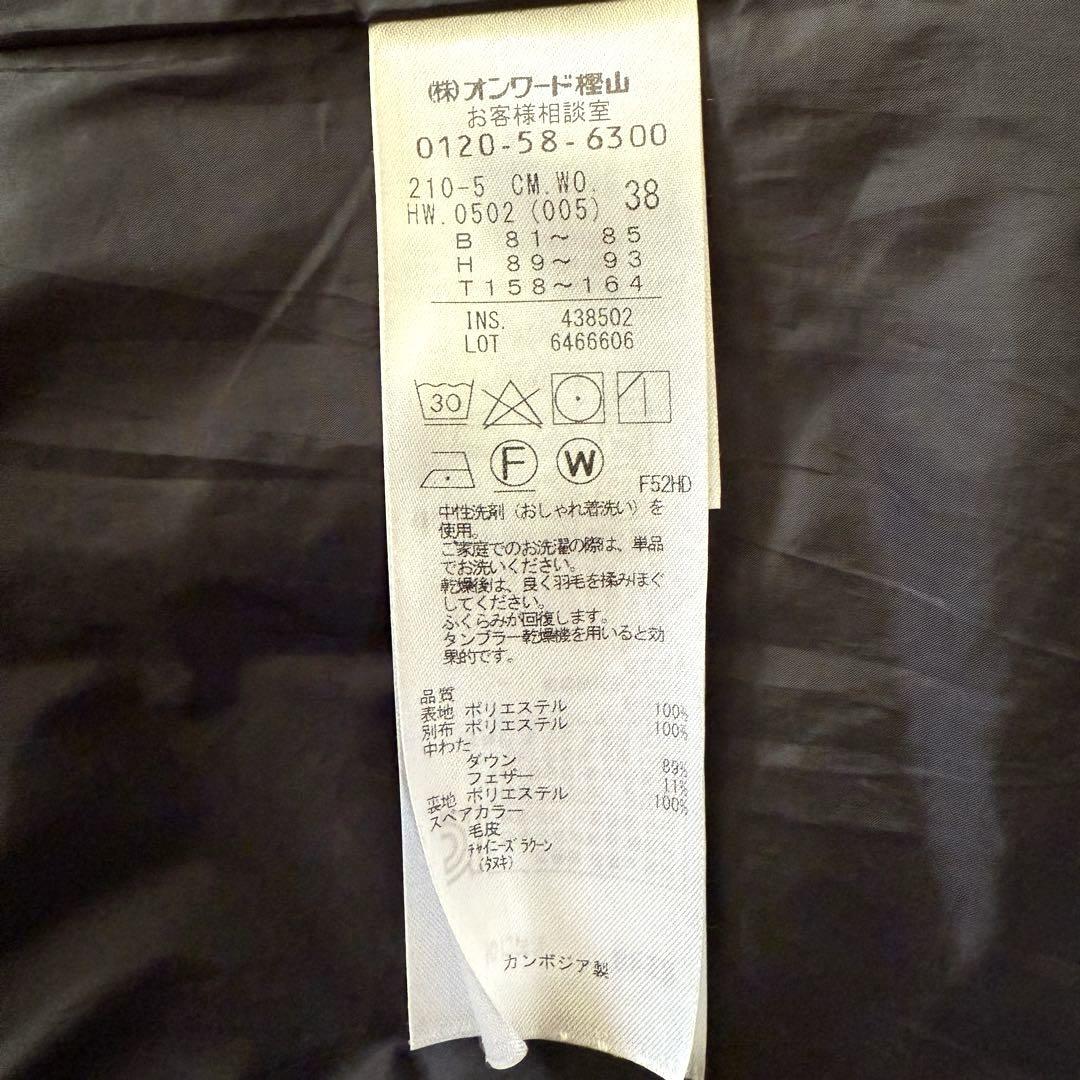 (株)オンワード樫山
お客様相談室
0120-58-6300
210-5 CM.WO. 38
HW.0502 (005)
B 81~ 85
H 89~ 93
T158~164
INS. 438502
LOT 6466606
30
F W
F52HD
中性洗剤(おしゃれ着洗い)を
使用。
ご家庭でのお洗濯の際は、単品
でお洗いください。
乾燥後は、良く羽毛を揉みほぐ
してください。
ふくらみが回復します。
タンブラー乾燥機を用いると効
果的です。
品質
表地 ポリエステル 100%
別布 ポリエステル 100%
中わた
ダウン 89%
フェザー 11%
裏地 ポリエステル 100%
スペアカラー
毛皮
チャイニーズラクーン
(タヌキ)
カンボジア製